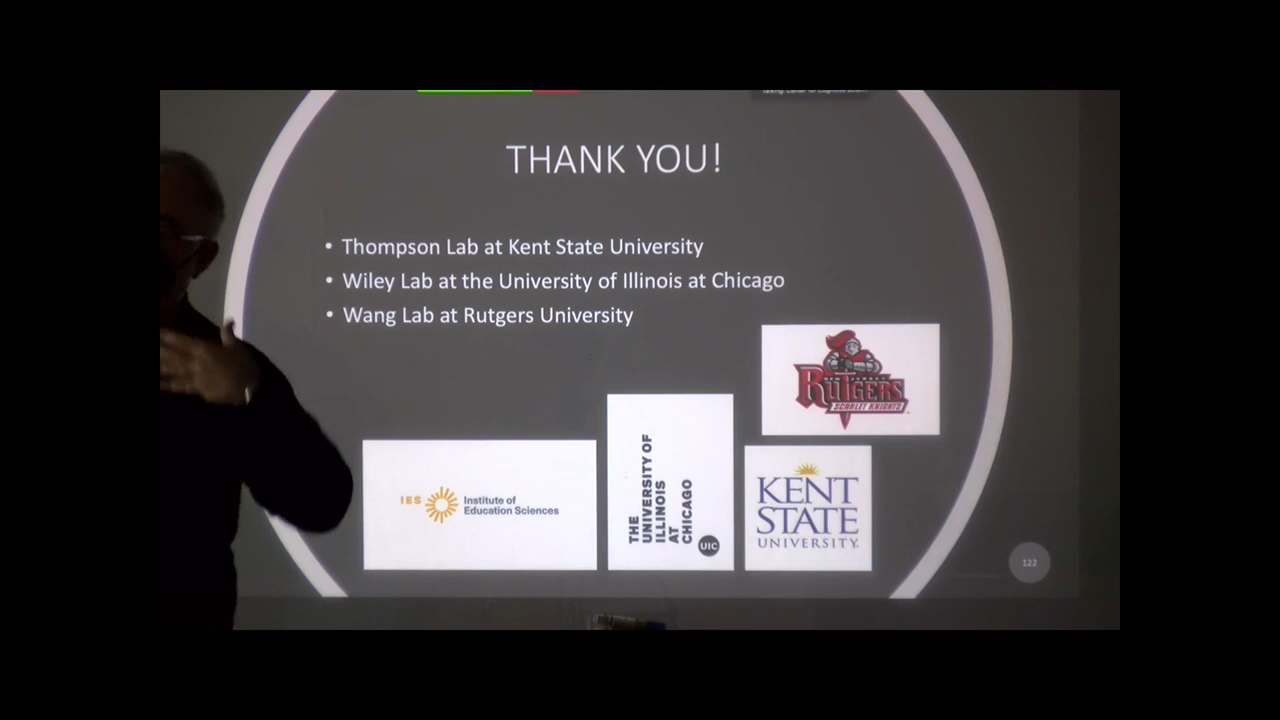 THANK YOU!
• Thompson Lab at Kent State University
• Wiley Lab at the University of Illinois at Chicago
• Wang Lab at Rutgers University
RUTGERS
SCARLET KNIGHTS
IES
Institute of
Education Sciences
THE
UNIVERSITY OF
ILLINOIS
AT
CHICAGO
UIC
KENT
STATE
UNIVERSITY
122